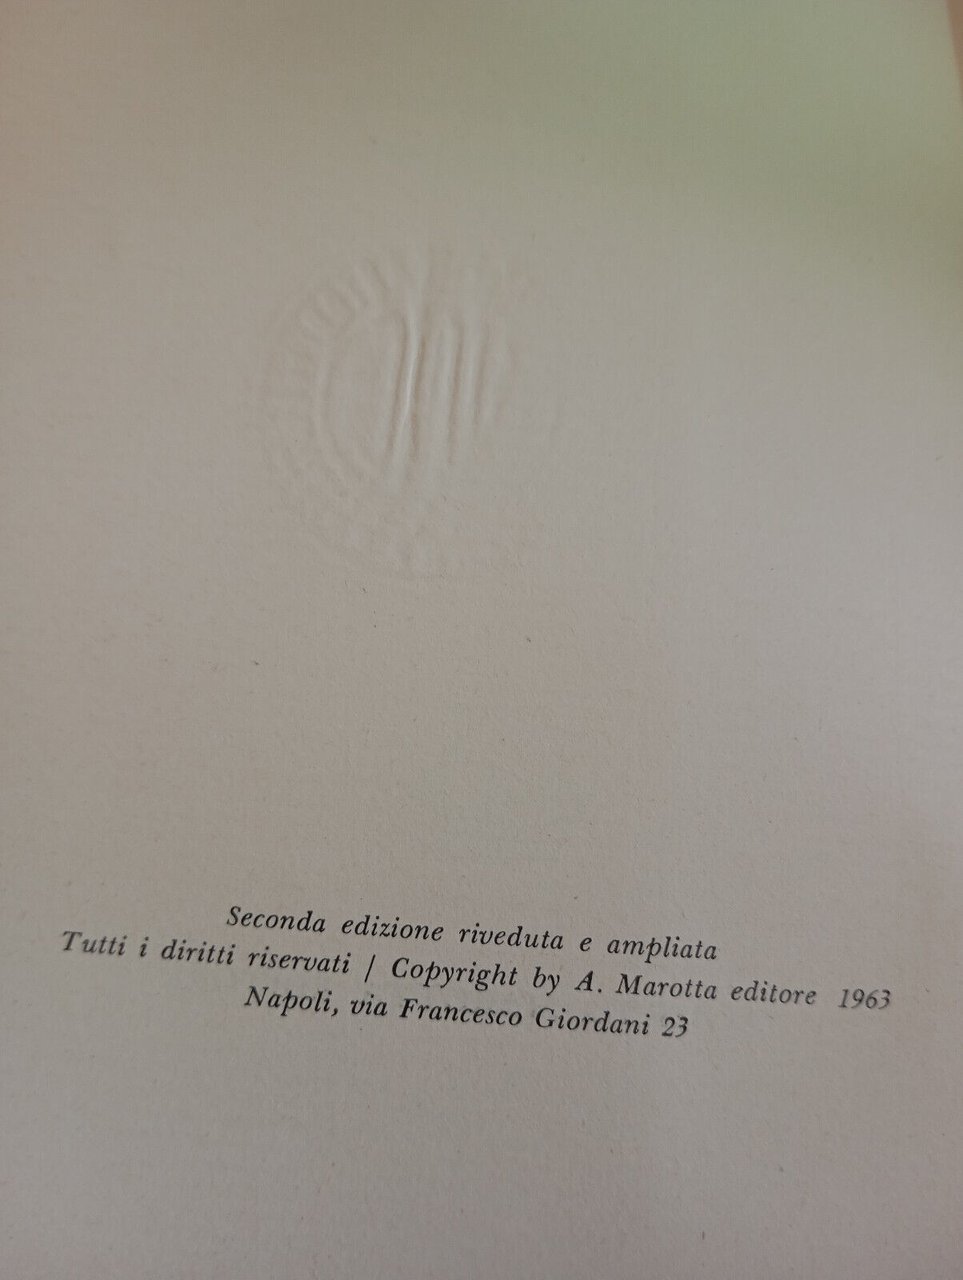 Seconda edizione riveduta e ampliata
Tutti i diritti riservati / Copyright by A. Marotta editore 1963
Napoli, via Francesco Giordani 23